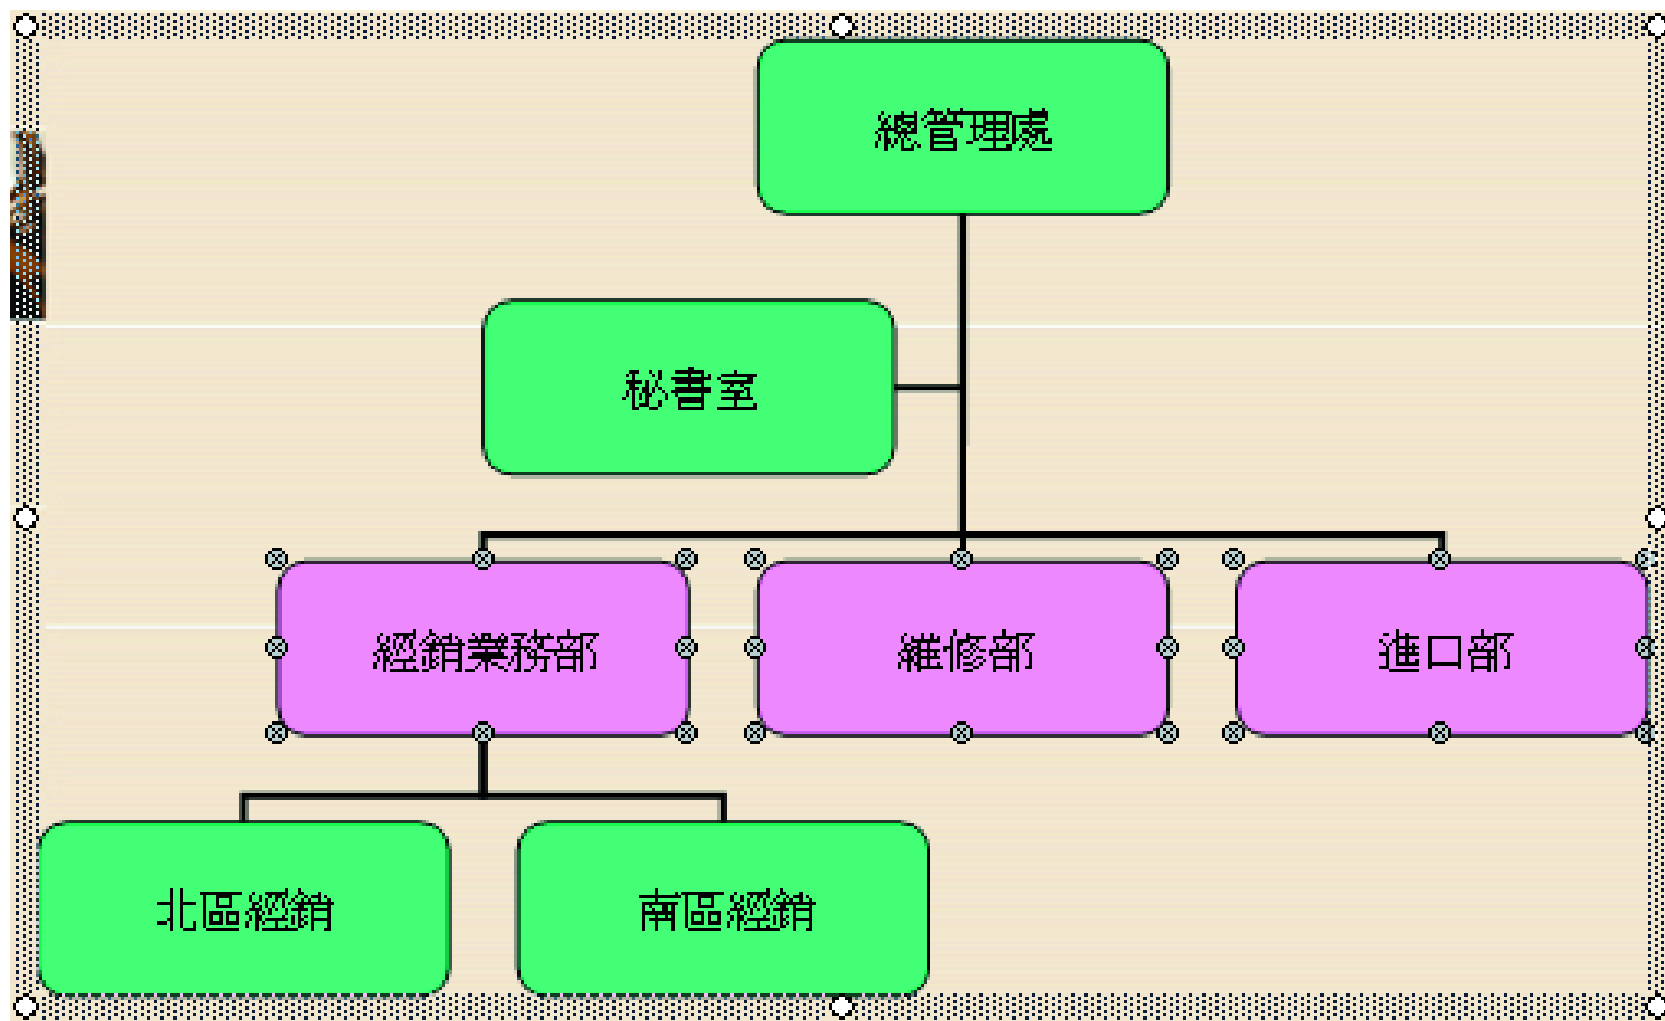 總管理處
秘書室
經銷業務部
維修部
進口部
北區經銷
南區經銷